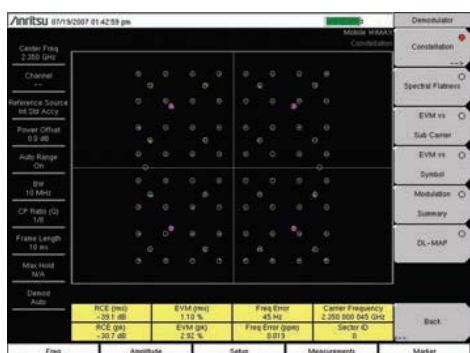 Anritsu 07/19/2007 01:42:59 pm
Demodulator
Mobile WiMAX
Constellation
Center Freq
2.350 GHz
Channel
--
Reference Source
Int Std Accy
Power Offset
0.0 dB
Auto Range
On
BW
10 MHz
CP Ratio (G)
1/8
Frame Length
10 ms
Max Hold
N/A
Demod
Auto
Constellation
-->
Spectral Flatness
EVM vs
Sub Carrier
EVM vs
Symbol
Modulation
Summary
DL-MAP
Back
<--
RCE (rms) EVM (rms) Freq Error Carrier Frequency
-39.1 dB 1.10 % 45 Hz 2.350 000 045 GHz
RCE (pk) EVM (pk) Freq Error (ppm) Sector ID
-30.7 dB 2.92 % 0.019 0
Freq Amplitude Setup Measurements Marker